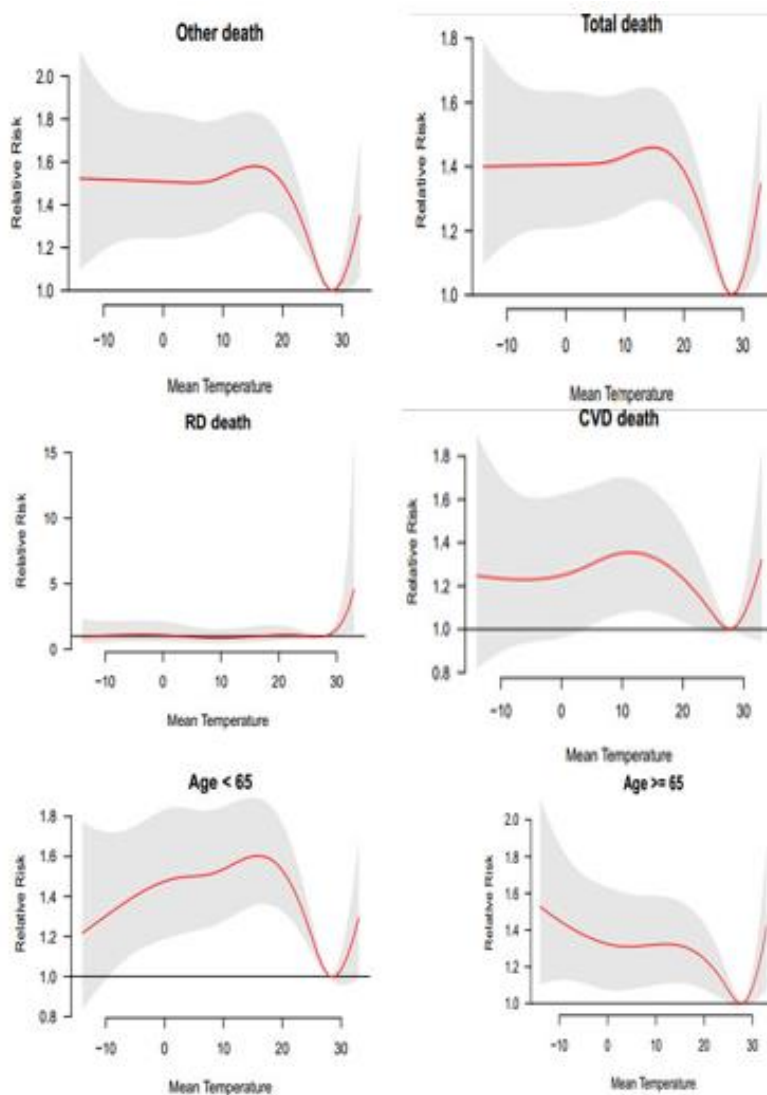 Other death
Relative Risk
2.0
1.8
1.6
1.4
1.2
1.0
−10 0 10 20 30
Mean Temperature
Total death
Relative Risk
1.8
1.6
1.4
1.2
1.0
−10 0 10 20 30
Mean Temperature
RD death
Relative Risk
15
10
5
0
−10 0 10 20 30
Mean Temperature
CVD death
Relative Risk
1.8
1.6
1.4
1.2
1.0
0.8
−10 0 10 20 30
Mean Temperature
Age < 65
Relative Risk
1.8
1.6
1.4
1.2
1.0
0.8
−10 0 10 20 30
Mean Temperature
Age >= 65
Relative Risk
2.0
1.8
1.6
1.4
1.2
1.0
−10 0 10 20 30
Mean Temperature